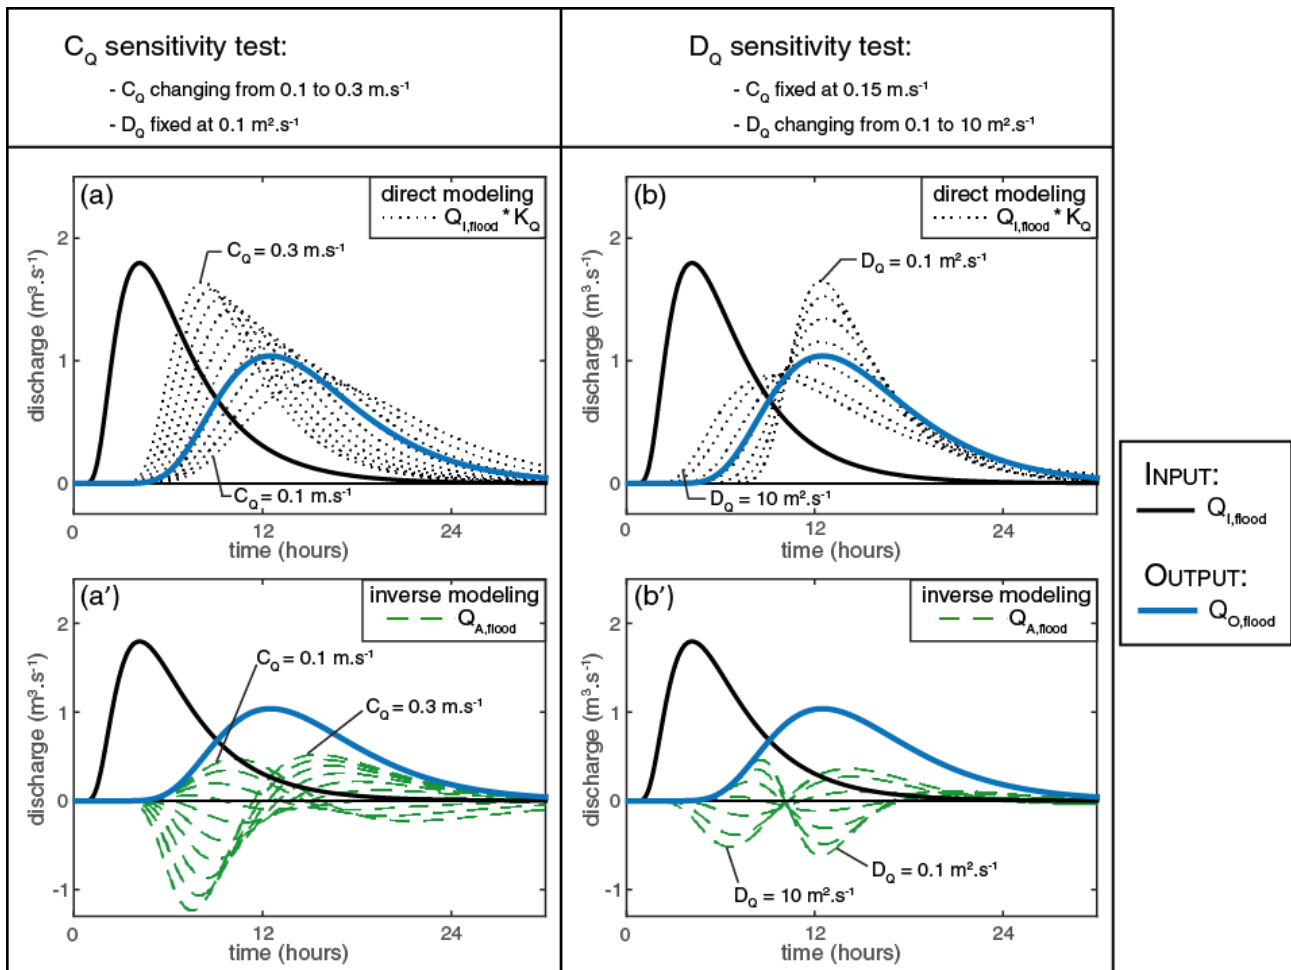 C_Q sensitivity test:
- C_Q changing from 0.1 to 0.3 m.s⁻¹
- D_Q fixed at 0.1 m².s⁻¹
D_Q sensitivity test:
- C_Q fixed at 0.15 m.s⁻¹
- D_Q changing from 0.1 to 10 m².s⁻¹
(a)
direct modeling
Q_I,flood * K_Q
C_Q = 0.3 m.s⁻¹
C_Q = 0.1 m.s⁻¹
discharge (m³.s⁻¹)
2
1
0
0 12 24
time (hours)
(b)
direct modeling
Q_I,flood * K_Q
D_Q = 0.1 m².s⁻¹
D_Q = 10 m².s⁻¹
discharge (m³.s⁻¹)
2
1
0
0 12 24
time (hours)
(a')
inverse modeling
Q_A,flood
C_Q = 0.1 m.s⁻¹
C_Q = 0.3 m.s⁻¹
discharge (m³.s⁻¹)
2
1
0
-1
0 12 24
time (hours)
(b')
inverse modeling
Q_A,flood
D_Q = 0.1 m².s⁻¹
D_Q = 10 m².s⁻¹
discharge (m³.s⁻¹)
2
1
0
-1
0 12 24
time (hours)
INPUT:
Q_I,flood
OUTPUT:
Q_O,flood